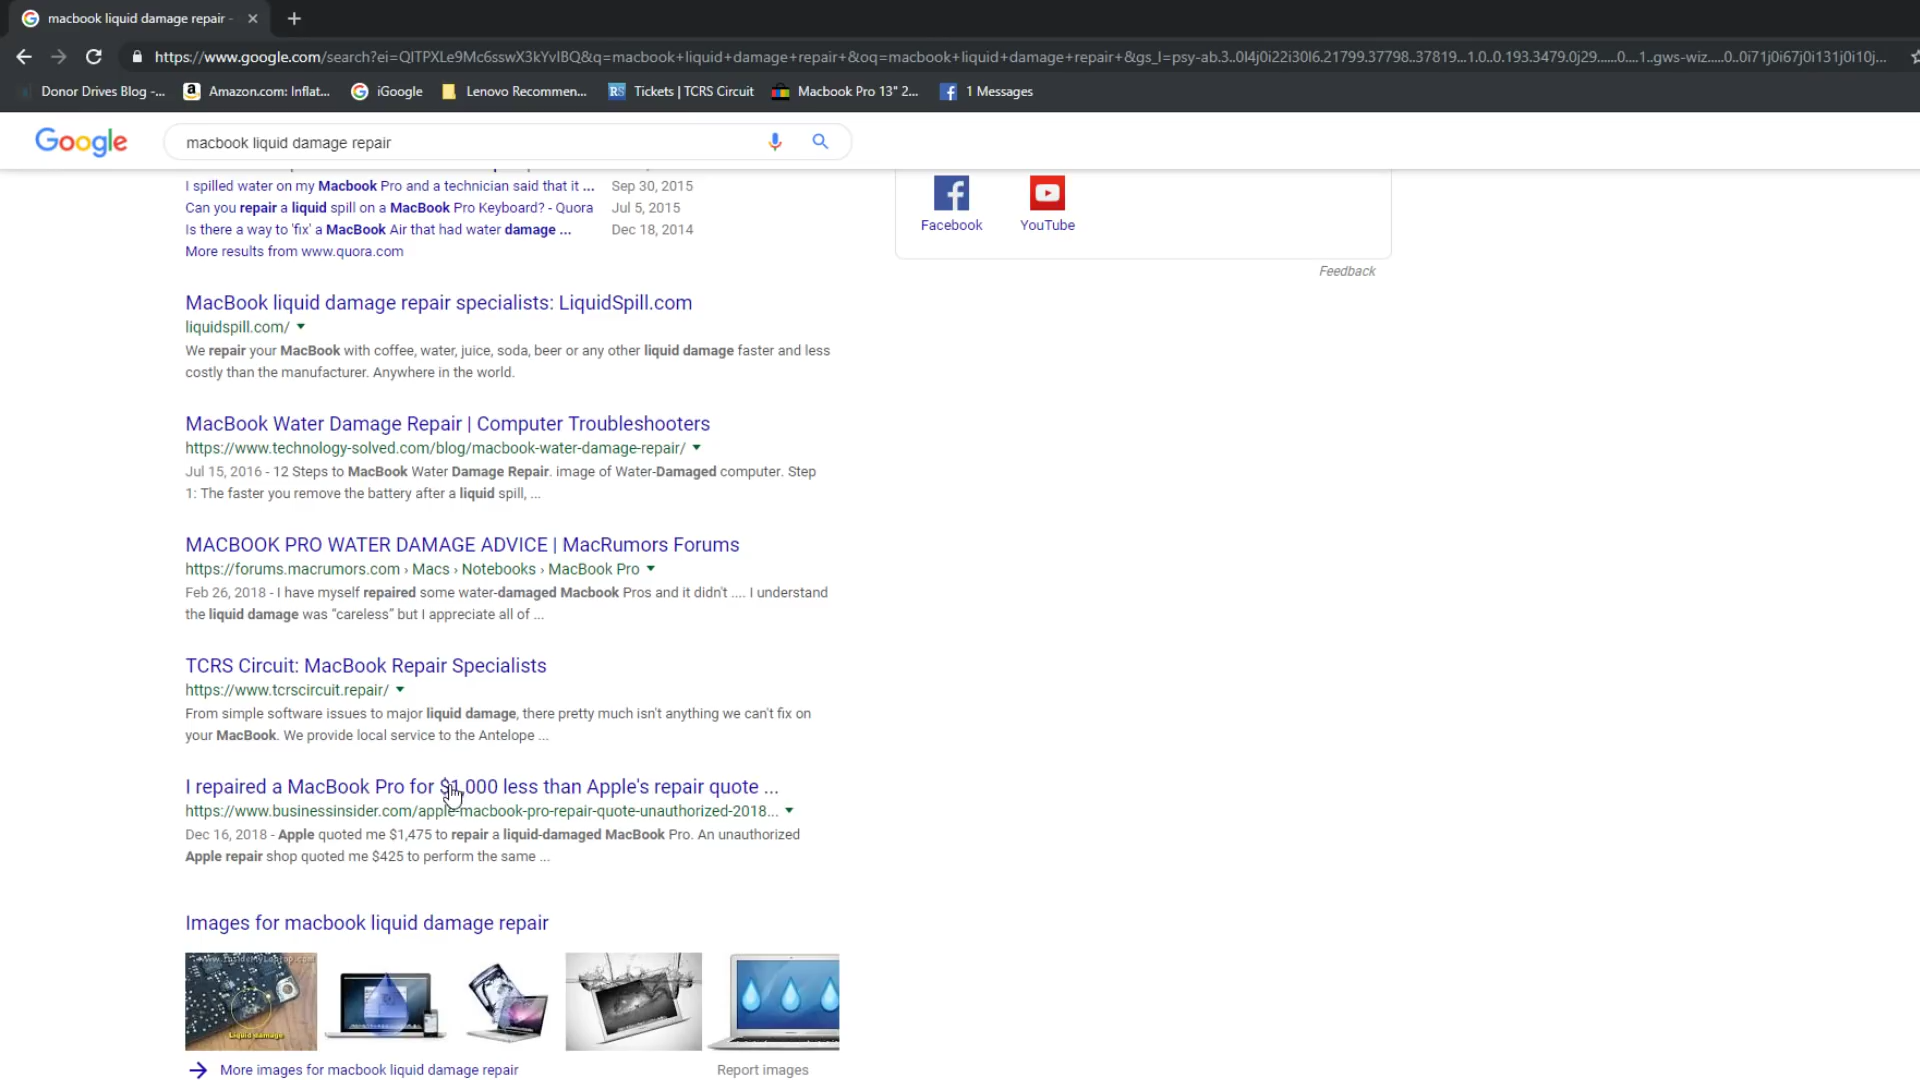 macbook liquid damage repair -
https://www.google.com/search?ei=QITPXLe9Mc6sswX3kYvIBQ&q=macbook+liquid+damage+repair+&oq=macbook+liquid+damage+repair+&gs_l=psy-ab.3..0l4j0i22i30l6.21799.37798..37819...1.0..0.193.3479.0j29......0....1..gws-wiz.....0..0i71j0i67j0i131j0i10j...
Donor Drives Blog -... Amazon.com: Inflat... iGoogle Lenovo Recommen... RS Tickets | TCRS Circuit Macbook Pro 13" 2... 1 Messages
Google macbook liquid damage repair
I spilled water on my Macbook Pro and a technician said that it ... Sep 30, 2015
Can you repair a liquid spill on a MacBook Pro Keyboard? - Quora Jul 5, 2015
Is there a way to 'fix' a MacBook Air that had water damage ... Dec 18, 2014
More results from www.quora.com
Facebook YouTube
Feedback
MacBook liquid damage repair specialists: LiquidSpill.com
liquidspill.com/
We repair your MacBook with coffee, water, juice, soda, beer or any other liquid damage faster and less
costly than the manufacturer. Anywhere in the world.
MacBook Water Damage Repair | Computer Troubleshooters
https://www.technology-solved.com/blog/macbook-water-damage-repair/
Jul 15, 2016 - 12 Steps to MacBook Water Damage Repair. image of Water-Damaged computer. Step
1: The faster you remove the battery after a liquid spill, ...
MACBOOK PRO WATER DAMAGE ADVICE | MacRumors Forums
https://forums.macrumors.com › Macs › Notebooks › MacBook Pro
Feb 26, 2018 - I have myself repaired some water-damaged Macbook Pros and it didn't .... I understand
the liquid damage was “careless” but I appreciate all of ...
TCRS Circuit: MacBook Repair Specialists
https://www.tcrscircuit.repair/
From simple software issues to major liquid damage, there pretty much isn't anything we can't fix on
your MacBook. We provide local service to the Antelope ...
I repaired a MacBook Pro for $1,000 less than Apple's repair quote ...
https://www.businessinsider.com/apple-macbook-pro-repair-quote-unauthorized-2018...
Dec 16, 2018 - Apple quoted me $1,475 to repair a liquid-damaged MacBook Pro. An unauthorized
Apple repair shop quoted me $425 to perform the same ...
Images for macbook liquid damage repair
www.InsideMyLaptop.com
Liquid damage
More images for macbook liquid damage repair Report images